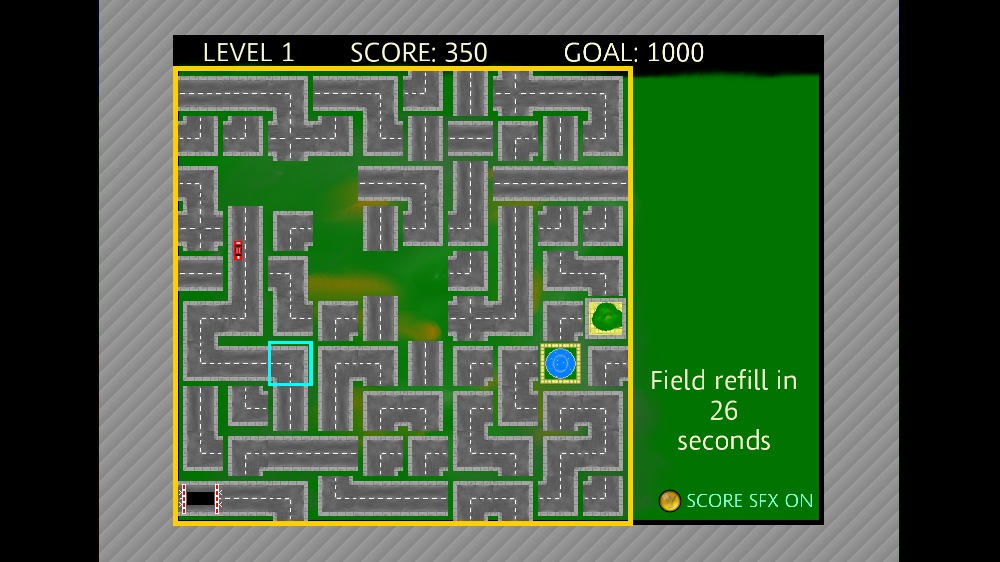 LEVEL 1 SCORE: 350 GOAL: 1000
Field refill in
26
seconds
SCORE SFX ON